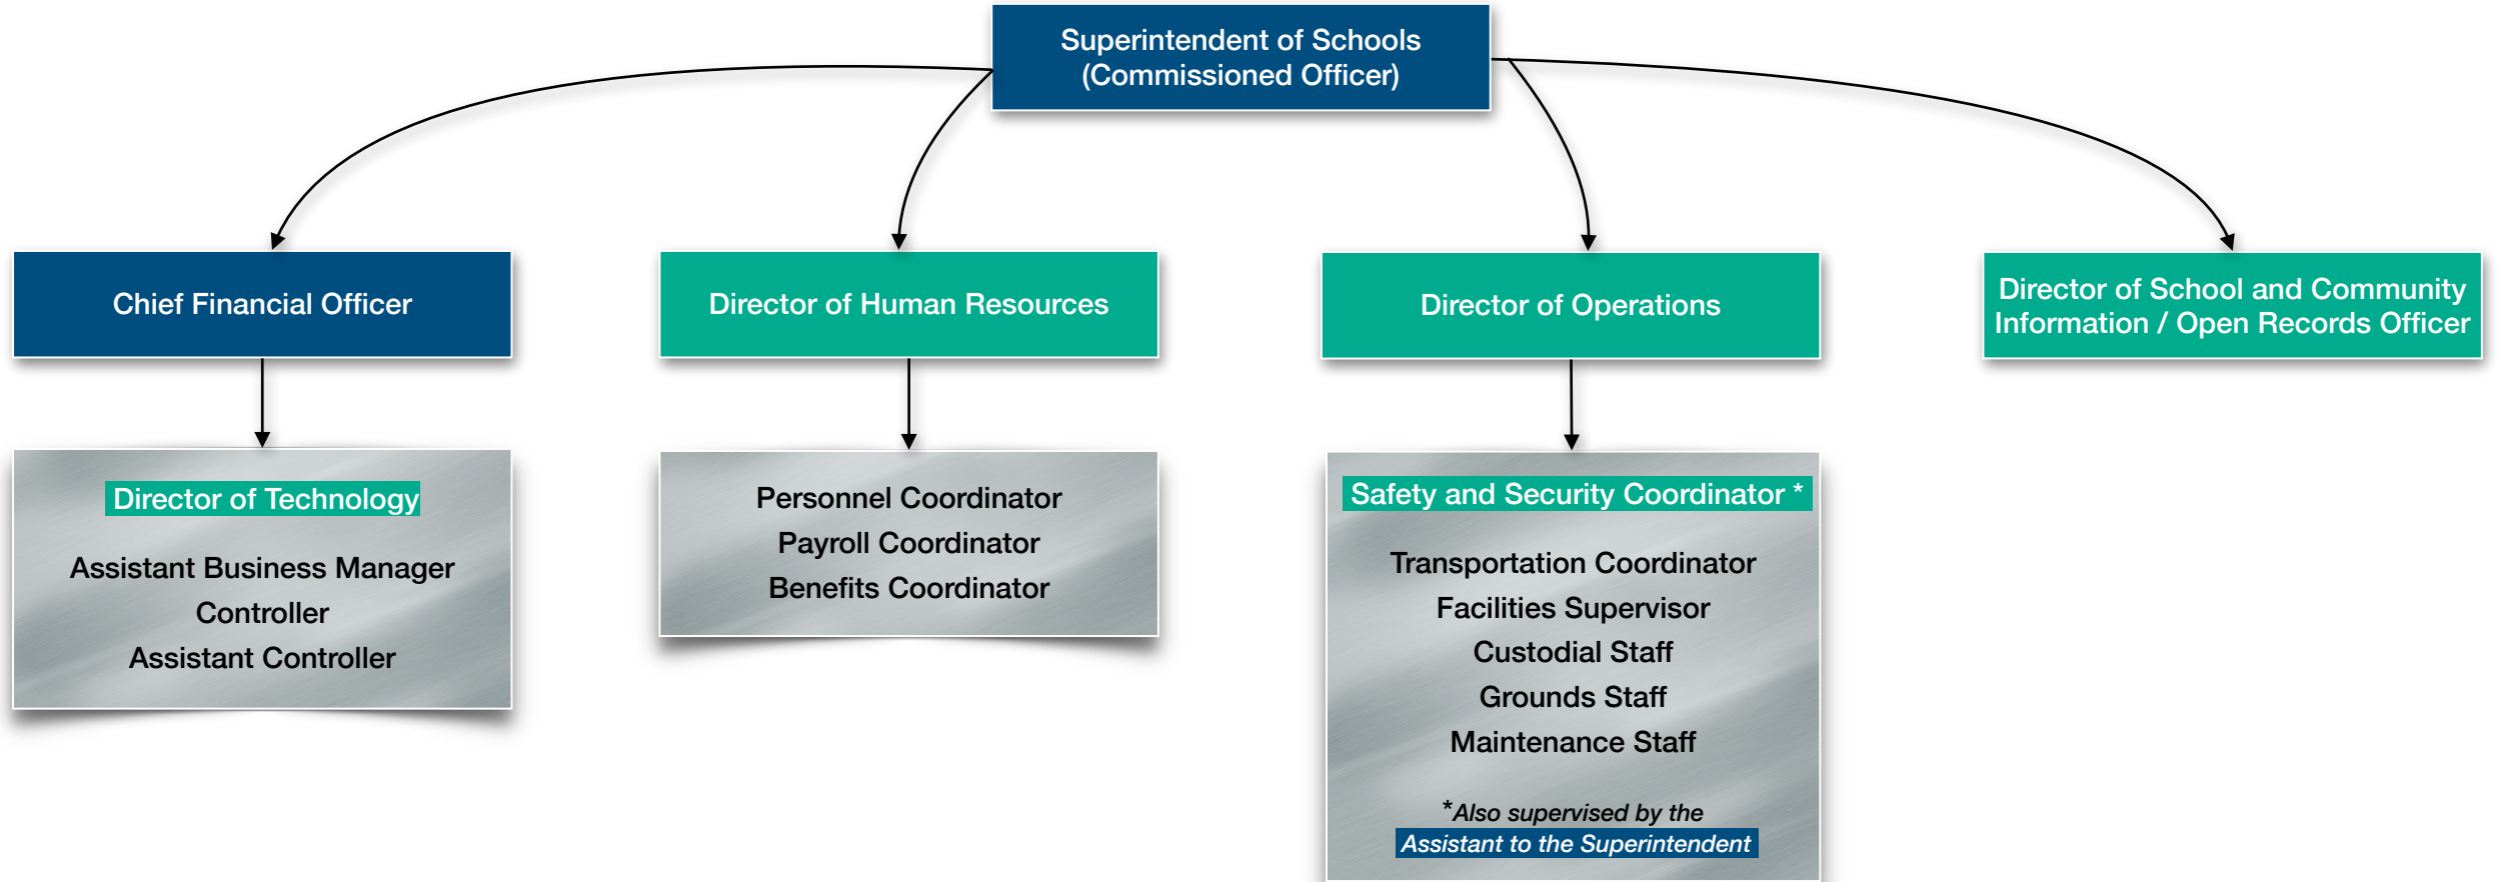 Superintendent of Schools
(Commissioned Officer)
Chief Financial Officer
Director of Human Resources
Director of Operations
Director of School and Community
Information / Open Records Officer
Director of Technology
Assistant Business Manager
Controller
Assistant Controller
Personnel Coordinator
Payroll Coordinator
Benefits Coordinator
Safety and Security Coordinator *
Transportation Coordinator
Facilities Supervisor
Custodial Staff
Grounds Staff
Maintenance Staff
*Also supervised by the
Assistant to the Superintendent